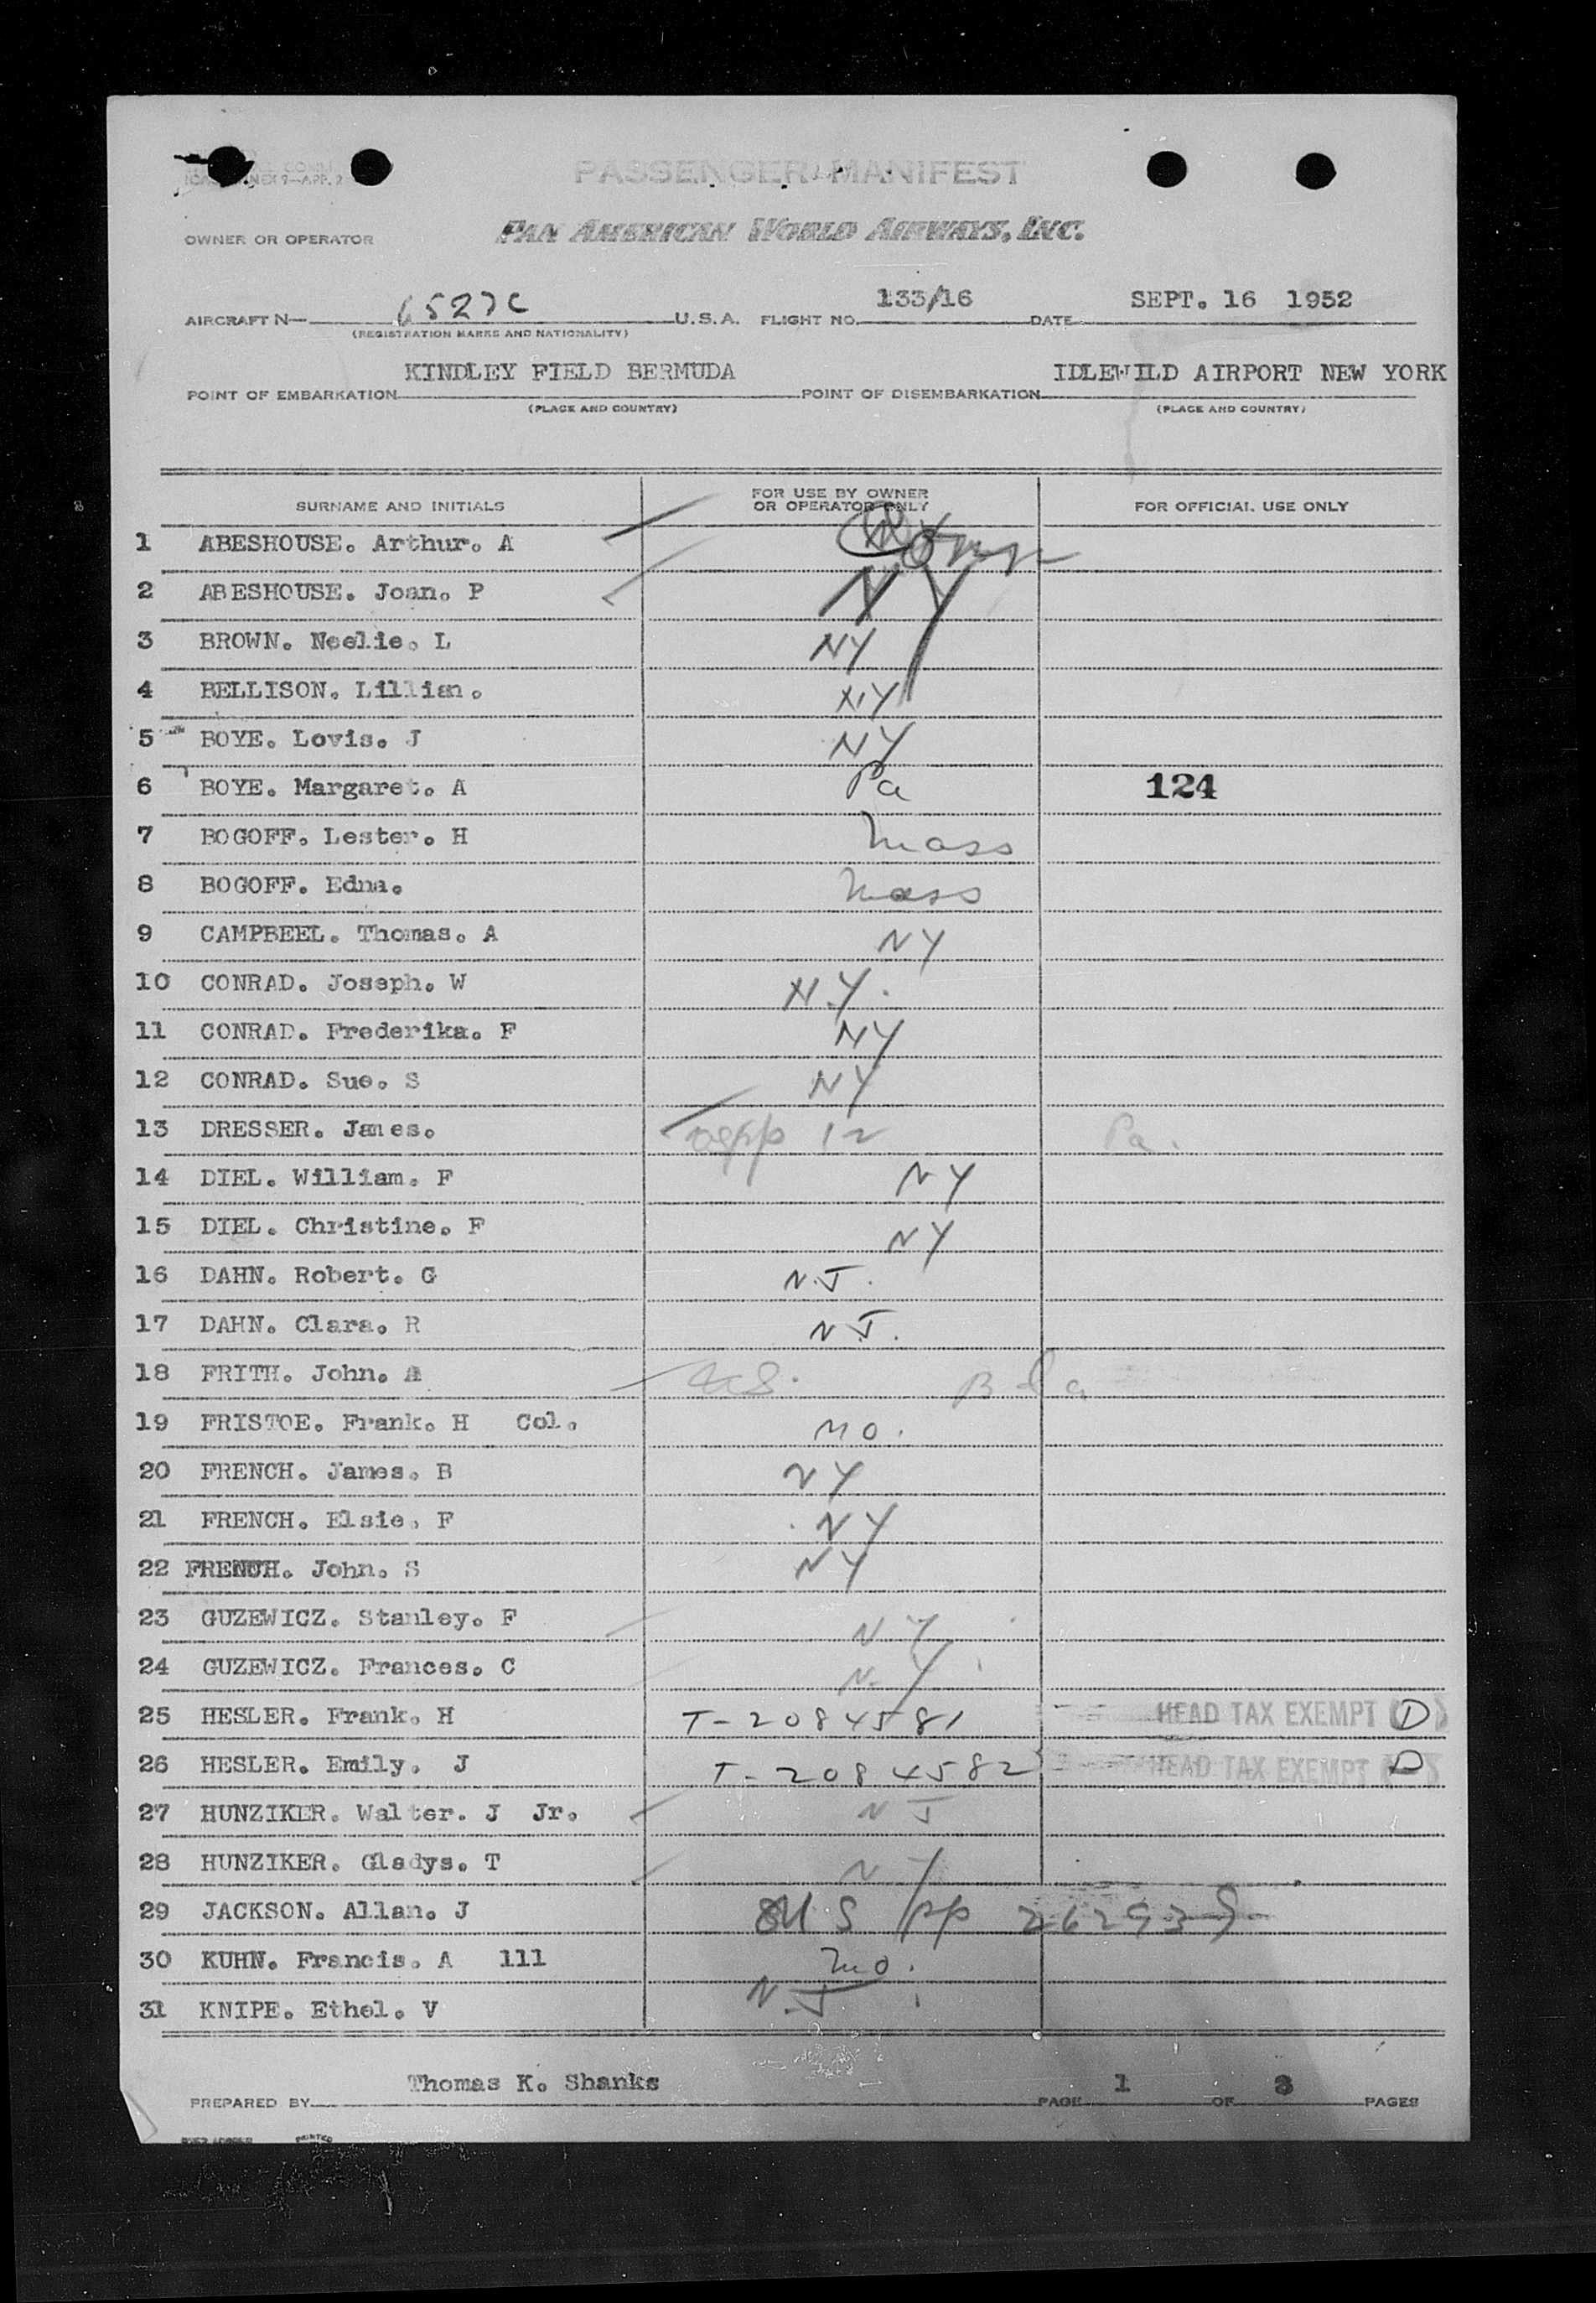 PASSENGER MANIFEST
OWNER OR OPERATOR PAN AMERICAN WORLD AIRWAYS, INC.
AIRCRAFT N— 6527C U.S.A. FLIGHT NO. 133/16 DATE SEPT. 16 1952
(REGISTRATION MARKS AND NATIONALITY)
POINT OF EMBARKATION KINDLEY FIELD BERMUDA POINT OF DISEMBARKATION IDLEWILD AIRPORT NEW YORK
(PLACE AND COUNTRY) (PLACE AND COUNTRY)
SURNAME AND INITIALS FOR USE BY OWNER OR OPERATOR ONLY FOR OFFICIAL USE ONLY
1 ABESHOUSE. Arthur. A
2 ABESHOUSE. Joan. P NY
3 BROWN. Neelie. L NY
4 BELLISON. Lillian. NY
5 BOYE. Lovis. J NY
6 BOYE. Margaret. A Pa 124
7 BOGOFF. Lester. H Mass
8 BOGOFF. Edna. Mass
9 CAMPBEEL. Thomas. A NY
10 CONRAD. Joseph. W N.Y.
11 CONRAD. Frederika. F NY
12 CONRAD. Sue. S NY
13 DRESSER. James. 12 Pa.
14 DIEL. William. F NY
15 DIEL. Christine. F NY
16 DAHN. Robert. G N.J.
17 DAHN. Clara. R N.J.
18 FRITH. John. A Bda
19 FRISTOE. Frank. H Col. Mo.
20 FRENCH. James. B NY
21 FRENCH. Elsie. F NY
22 FRENCH. John. S NY
23 GUZEWICZ. Stanley. F NY
24 GUZEWICZ. Frances. C N.Y
25 HESLER. Frank. H T-2084581 HEAD TAX EXEMPT D
26 HESLER. Emily. J T-2084582 HEAD TAX EXEMPT D
27 HUNZIKER. Walter. J Jr. NJ
28 HUNZIKER. Gladys. T
29 JACKSON. Allan. J US pp 262939
30 KUHN. Francis. A 111 Mo.
31 KNIPE. Ethel. V N.J.
PREPARED BY Thomas K. Shanks PAGE 1 OF 3 PAGES